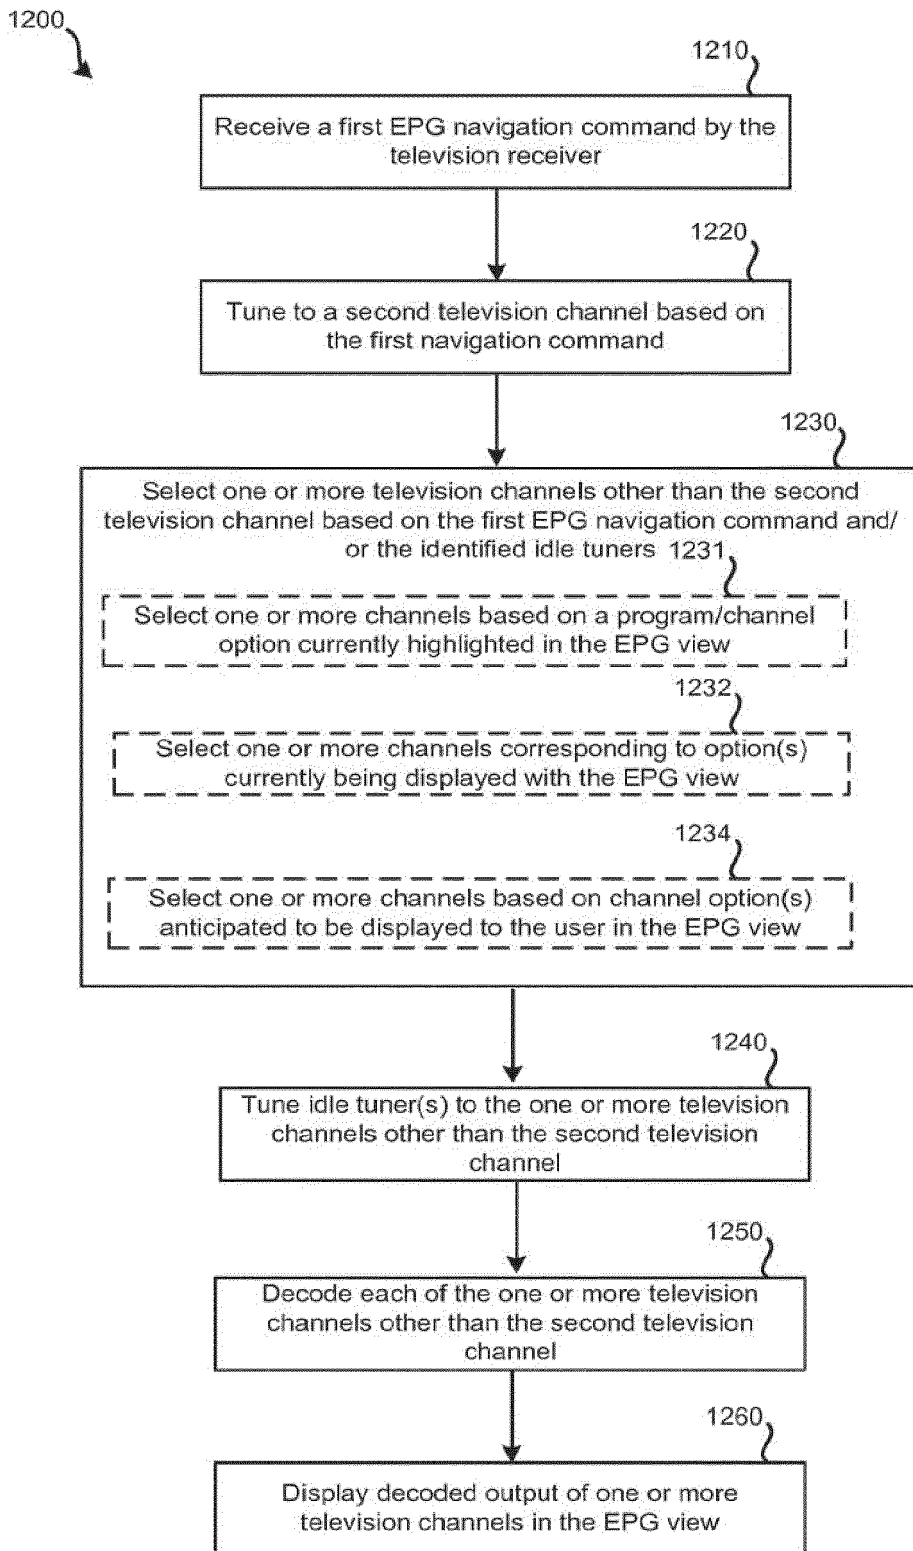 1200
1210
Receive a first EPG navigation command by the
television receiver
1220
Tune to a second television channel based on
the first navigation command
1230
Select one or more television channels other than the second
television channel based on the first EPG navigation command and/
or the identified idle tuners
1231
Select one or more channels based on a program/channel
option currently highlighted in the EPG view
1232
Select one or more channels corresponding to option(s)
currently being displayed with the EPG view
1234
Select one or more channels based on channel option(s)
anticipated to be displayed to the user in the EPG view
1240
Tune idle tuner(s) to the one or more television
channels other than the second television
channel
1250
Decode each of the one or more television
channels other than the second television
channel
1260
Display decoded output of one or more
television channels in the EPG view